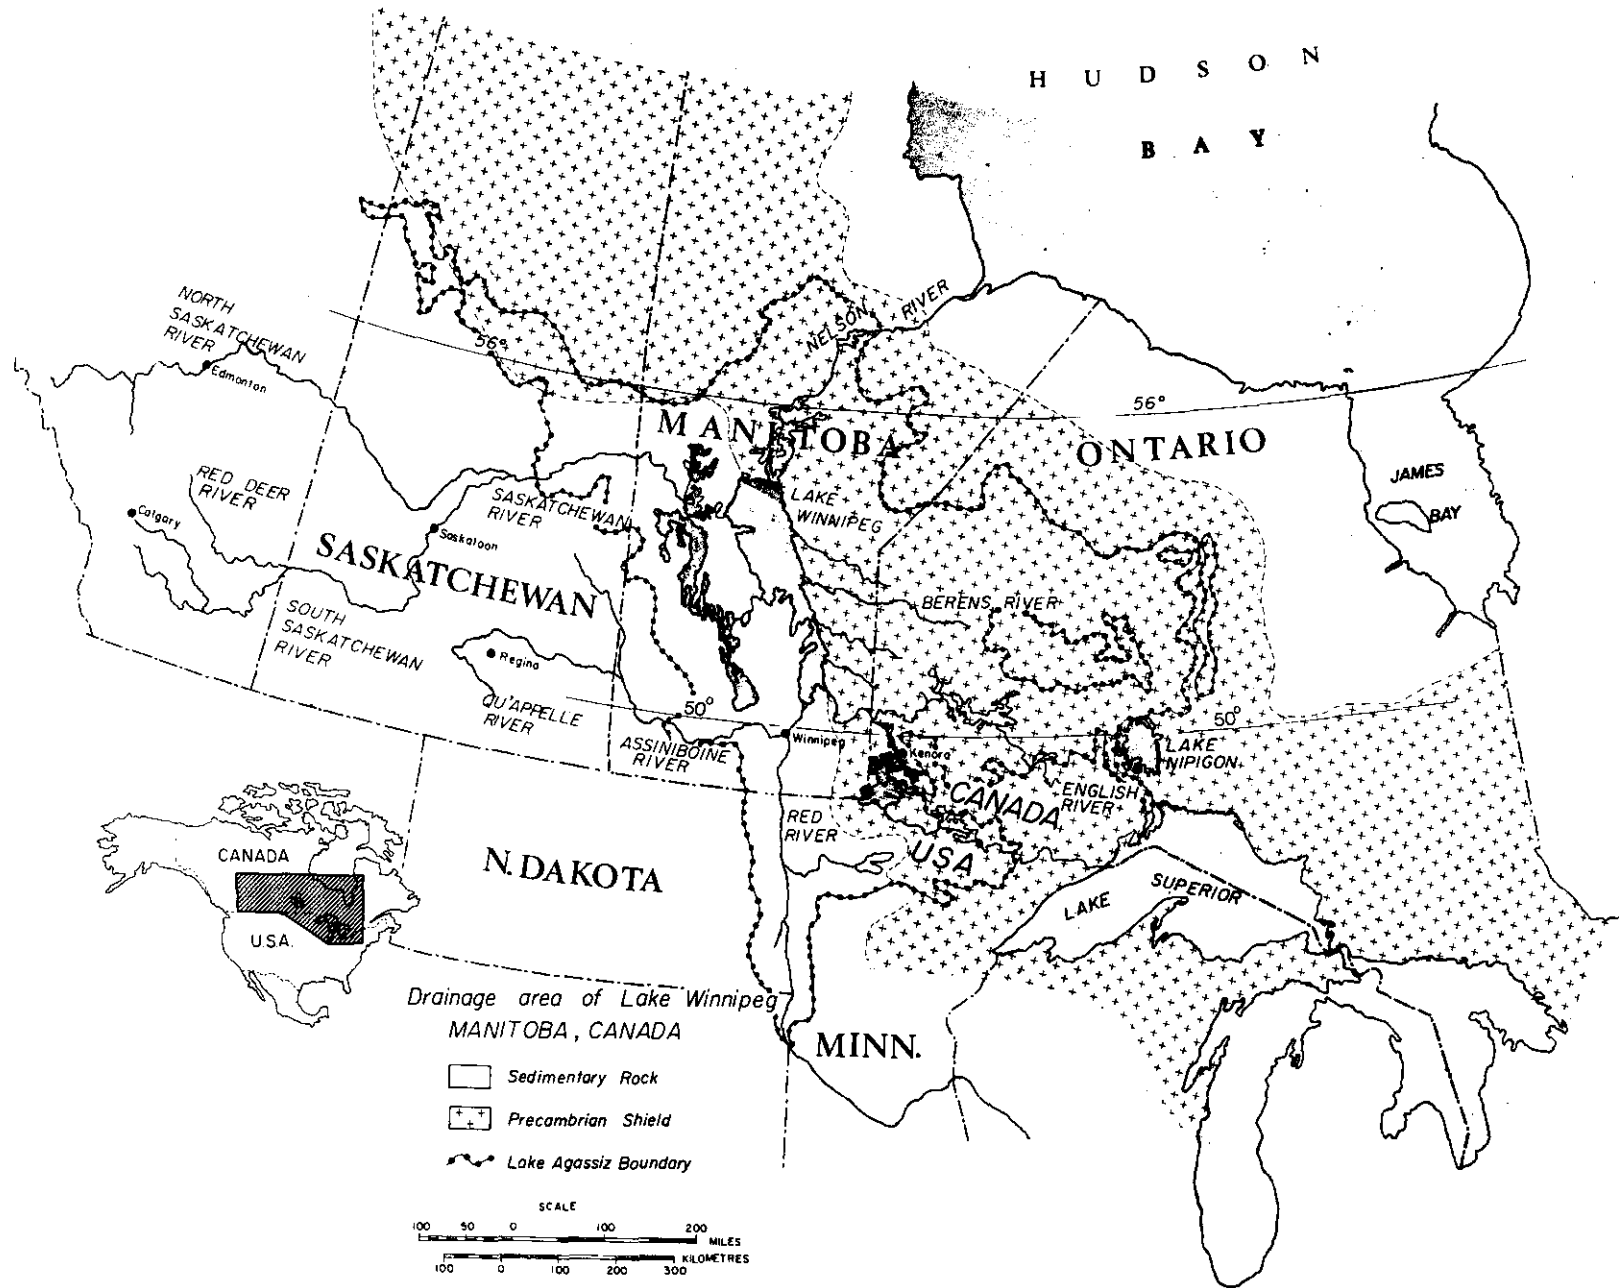 HUDSON
BAY
NORTH
SASKATCHEWAN
RIVER
Edmonton
56°
NELSON RIVER
56°
MANITOBA
ONTARIO
RED DEER
RIVER
Calgary
Saskatoon
SASKATCHEWAN
RIVER
LAKE
WINNIPEG
JAMES
BAY
SASKATCHEWAN
SOUTH
SASKATCHEWAN
RIVER
Regina
BERENS RIVER
QU'APPELLE
RIVER
50°
50°
ASSINIBOINE
RIVER
Winnipeg
Kenora
LAKE
NIPIGON
ENGLISH
RIVER
CANADA
USA
RED
RIVER
N. DAKOTA
LAKE SUPERIOR
MINN.
CANADA
U.S.A.
Drainage area of Lake Winnipeg
MANITOBA, CANADA
Sedimentary Rock
Precambrian Shield
Lake Agassiz Boundary
SCALE
100 50 0 100 200
MILES
KILOMETRES
100 0 100 200 300